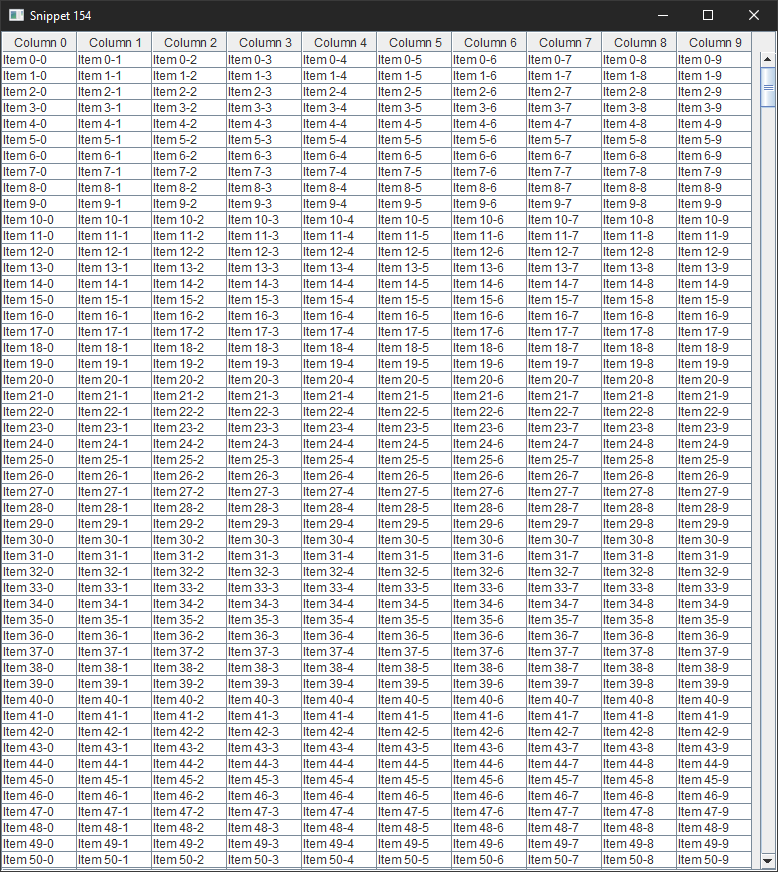 Snippet 154
Column 0 Column 1 Column 2 Column 3 Column 4 Column 5 Column 6 Column 7 Column 8 Column 9
Item 0-0 Item 0-1 Item 0-2 Item 0-3 Item 0-4 Item 0-5 Item 0-6 Item 0-7 Item 0-8 Item 0-9
Item 1-0 Item 1-1 Item 1-2 Item 1-3 Item 1-4 Item 1-5 Item 1-6 Item 1-7 Item 1-8 Item 1-9
Item 2-0 Item 2-1 Item 2-2 Item 2-3 Item 2-4 Item 2-5 Item 2-6 Item 2-7 Item 2-8 Item 2-9
Item 3-0 Item 3-1 Item 3-2 Item 3-3 Item 3-4 Item 3-5 Item 3-6 Item 3-7 Item 3-8 Item 3-9
Item 4-0 Item 4-1 Item 4-2 Item 4-3 Item 4-4 Item 4-5 Item 4-6 Item 4-7 Item 4-8 Item 4-9
Item 5-0 Item 5-1 Item 5-2 Item 5-3 Item 5-4 Item 5-5 Item 5-6 Item 5-7 Item 5-8 Item 5-9
Item 6-0 Item 6-1 Item 6-2 Item 6-3 Item 6-4 Item 6-5 Item 6-6 Item 6-7 Item 6-8 Item 6-9
Item 7-0 Item 7-1 Item 7-2 Item 7-3 Item 7-4 Item 7-5 Item 7-6 Item 7-7 Item 7-8 Item 7-9
Item 8-0 Item 8-1 Item 8-2 Item 8-3 Item 8-4 Item 8-5 Item 8-6 Item 8-7 Item 8-8 Item 8-9
Item 9-0 Item 9-1 Item 9-2 Item 9-3 Item 9-4 Item 9-5 Item 9-6 Item 9-7 Item 9-8 Item 9-9
Item 10-0 Item 10-1 Item 10-2 Item 10-3 Item 10-4 Item 10-5 Item 10-6 Item 10-7 Item 10-8 Item 10-9
Item 11-0 Item 11-1 Item 11-2 Item 11-3 Item 11-4 Item 11-5 Item 11-6 Item 11-7 Item 11-8 Item 11-9
Item 12-0 Item 12-1 Item 12-2 Item 12-3 Item 12-4 Item 12-5 Item 12-6 Item 12-7 Item 12-8 Item 12-9
Item 13-0 Item 13-1 Item 13-2 Item 13-3 Item 13-4 Item 13-5 Item 13-6 Item 13-7 Item 13-8 Item 13-9
Item 14-0 Item 14-1 Item 14-2 Item 14-3 Item 14-4 Item 14-5 Item 14-6 Item 14-7 Item 14-8 Item 14-9
Item 15-0 Item 15-1 Item 15-2 Item 15-3 Item 15-4 Item 15-5 Item 15-6 Item 15-7 Item 15-8 Item 15-9
Item 16-0 Item 16-1 Item 16-2 Item 16-3 Item 16-4 Item 16-5 Item 16-6 Item 16-7 Item 16-8 Item 16-9
Item 17-0 Item 17-1 Item 17-2 Item 17-3 Item 17-4 Item 17-5 Item 17-6 Item 17-7 Item 17-8 Item 17-9
Item 18-0 Item 18-1 Item 18-2 Item 18-3 Item 18-4 Item 18-5 Item 18-6 Item 18-7 Item 18-8 Item 18-9
Item 19-0 Item 19-1 Item 19-2 Item 19-3 Item 19-4 Item 19-5 Item 19-6 Item 19-7 Item 19-8 Item 19-9
Item 20-0 Item 20-1 Item 20-2 Item 20-3 Item 20-4 Item 20-5 Item 20-6 Item 20-7 Item 20-8 Item 20-9
Item 21-0 Item 21-1 Item 21-2 Item 21-3 Item 21-4 Item 21-5 Item 21-6 Item 21-7 Item 21-8 Item 21-9
Item 22-0 Item 22-1 Item 22-2 Item 22-3 Item 22-4 Item 22-5 Item 22-6 Item 22-7 Item 22-8 Item 22-9
Item 23-0 Item 23-1 Item 23-2 Item 23-3 Item 23-4 Item 23-5 Item 23-6 Item 23-7 Item 23-8 Item 23-9
Item 24-0 Item 24-1 Item 24-2 Item 24-3 Item 24-4 Item 24-5 Item 24-6 Item 24-7 Item 24-8 Item 24-9
Item 25-0 Item 25-1 Item 25-2 Item 25-3 Item 25-4 Item 25-5 Item 25-6 Item 25-7 Item 25-8 Item 25-9
Item 26-0 Item 26-1 Item 26-2 Item 26-3 Item 26-4 Item 26-5 Item 26-6 Item 26-7 Item 26-8 Item 26-9
Item 27-0 Item 27-1 Item 27-2 Item 27-3 Item 27-4 Item 27-5 Item 27-6 Item 27-7 Item 27-8 Item 27-9
Item 28-0 Item 28-1 Item 28-2 Item 28-3 Item 28-4 Item 28-5 Item 28-6 Item 28-7 Item 28-8 Item 28-9
Item 29-0 Item 29-1 Item 29-2 Item 29-3 Item 29-4 Item 29-5 Item 29-6 Item 29-7 Item 29-8 Item 29-9
Item 30-0 Item 30-1 Item 30-2 Item 30-3 Item 30-4 Item 30-5 Item 30-6 Item 30-7 Item 30-8 Item 30-9
Item 31-0 Item 31-1 Item 31-2 Item 31-3 Item 31-4 Item 31-5 Item 31-6 Item 31-7 Item 31-8 Item 31-9
Item 32-0 Item 32-1 Item 32-2 Item 32-3 Item 32-4 Item 32-5 Item 32-6 Item 32-7 Item 32-8 Item 32-9
Item 33-0 Item 33-1 Item 33-2 Item 33-3 Item 33-4 Item 33-5 Item 33-6 Item 33-7 Item 33-8 Item 33-9
Item 34-0 Item 34-1 Item 34-2 Item 34-3 Item 34-4 Item 34-5 Item 34-6 Item 34-7 Item 34-8 Item 34-9
Item 35-0 Item 35-1 Item 35-2 Item 35-3 Item 35-4 Item 35-5 Item 35-6 Item 35-7 Item 35-8 Item 35-9
Item 36-0 Item 36-1 Item 36-2 Item 36-3 Item 36-4 Item 36-5 Item 36-6 Item 36-7 Item 36-8 Item 36-9
Item 37-0 Item 37-1 Item 37-2 Item 37-3 Item 37-4 Item 37-5 Item 37-6 Item 37-7 Item 37-8 Item 37-9
Item 38-0 Item 38-1 Item 38-2 Item 38-3 Item 38-4 Item 38-5 Item 38-6 Item 38-7 Item 38-8 Item 38-9
Item 39-0 Item 39-1 Item 39-2 Item 39-3 Item 39-4 Item 39-5 Item 39-6 Item 39-7 Item 39-8 Item 39-9
Item 40-0 Item 40-1 Item 40-2 Item 40-3 Item 40-4 Item 40-5 Item 40-6 Item 40-7 Item 40-8 Item 40-9
Item 41-0 Item 41-1 Item 41-2 Item 41-3 Item 41-4 Item 41-5 Item 41-6 Item 41-7 Item 41-8 Item 41-9
Item 42-0 Item 42-1 Item 42-2 Item 42-3 Item 42-4 Item 42-5 Item 42-6 Item 42-7 Item 42-8 Item 42-9
Item 43-0 Item 43-1 Item 43-2 Item 43-3 Item 43-4 Item 43-5 Item 43-6 Item 43-7 Item 43-8 Item 43-9
Item 44-0 Item 44-1 Item 44-2 Item 44-3 Item 44-4 Item 44-5 Item 44-6 Item 44-7 Item 44-8 Item 44-9
Item 45-0 Item 45-1 Item 45-2 Item 45-3 Item 45-4 Item 45-5 Item 45-6 Item 45-7 Item 45-8 Item 45-9
Item 46-0 Item 46-1 Item 46-2 Item 46-3 Item 46-4 Item 46-5 Item 46-6 Item 46-7 Item 46-8 Item 46-9
Item 47-0 Item 47-1 Item 47-2 Item 47-3 Item 47-4 Item 47-5 Item 47-6 Item 47-7 Item 47-8 Item 47-9
Item 48-0 Item 48-1 Item 48-2 Item 48-3 Item 48-4 Item 48-5 Item 48-6 Item 48-7 Item 48-8 Item 48-9
Item 49-0 Item 49-1 Item 49-2 Item 49-3 Item 49-4 Item 49-5 Item 49-6 Item 49-7 Item 49-8 Item 49-9
Item 50-0 Item 50-1 Item 50-2 Item 50-3 Item 50-4 Item 50-5 Item 50-6 Item 50-7 Item 50-8 Item 50-9